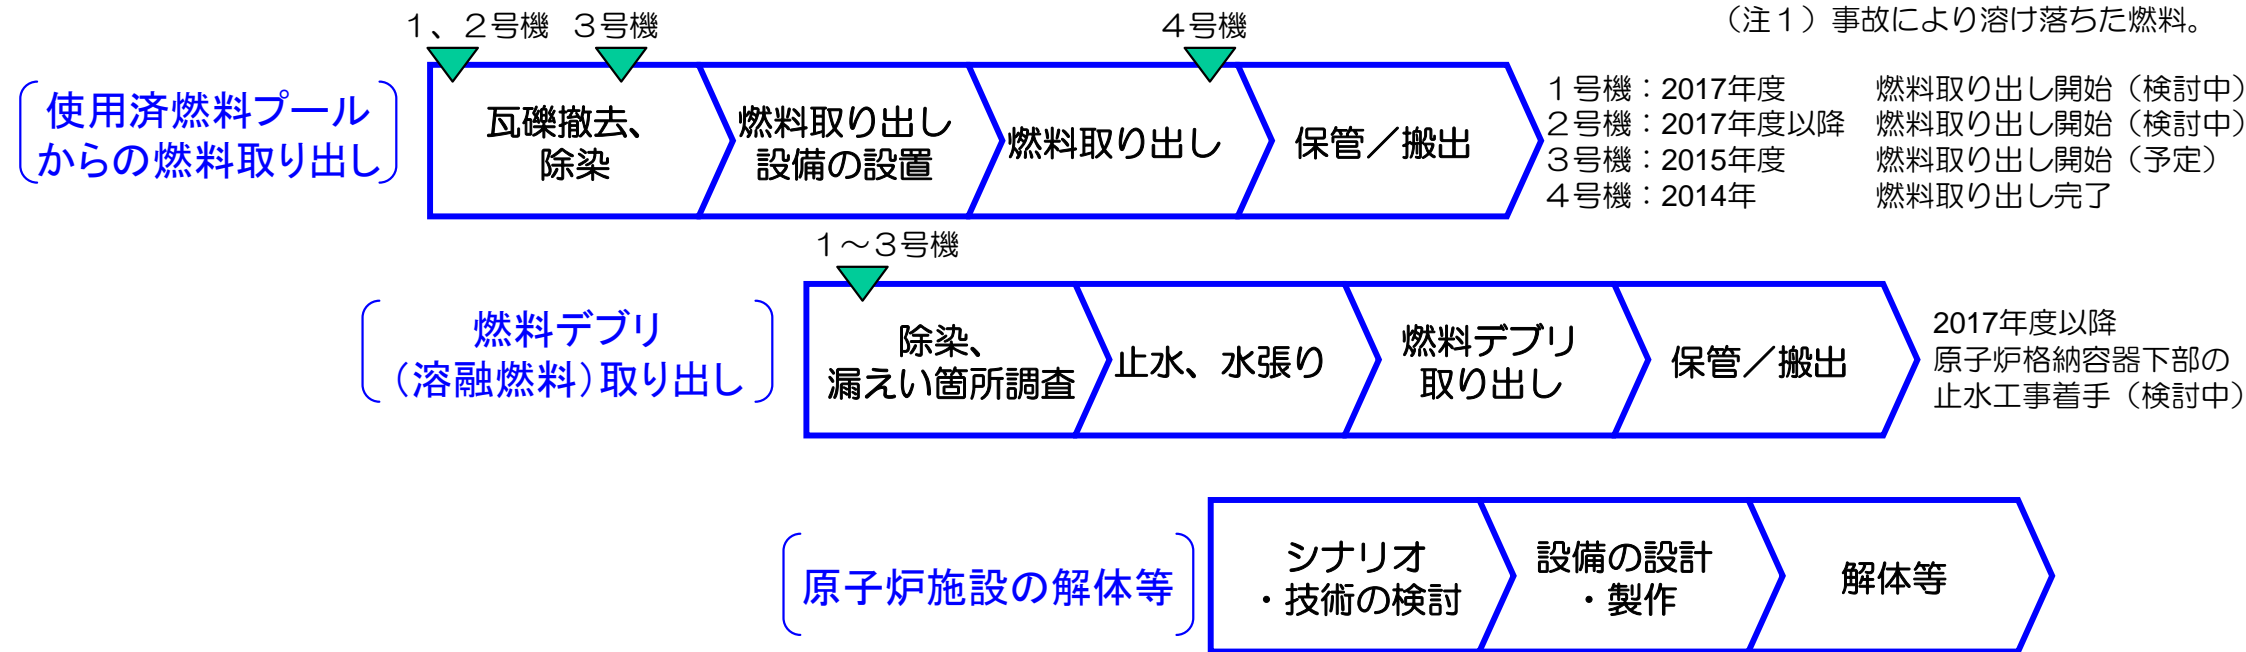 （注１）事故により溶け落ちた燃料。
１、２号機 ３号機 ４号機
使用済燃料プール
からの燃料取り出し
瓦礫撤去、
除染
燃料取り出し
設備の設置
燃料取り出し
保管／搬出
１号機：2017年度 燃料取り出し開始（検討中）
２号機：2017年度以降 燃料取り出し開始（検討中）
３号機：2015年度 燃料取り出し開始（予定）
４号機：2014年 燃料取り出し完了
１～３号機
燃料デブリ
（溶融燃料）取り出し
除染、
漏えい箇所調査
止水、水張り
燃料デブリ
取り出し
保管／搬出
2017年度以降
原子炉格納容器下部の
止水工事着手（検討中）
原子炉施設の解体等
シナリオ
・技術の検討
設備の設計
・製作
解体等